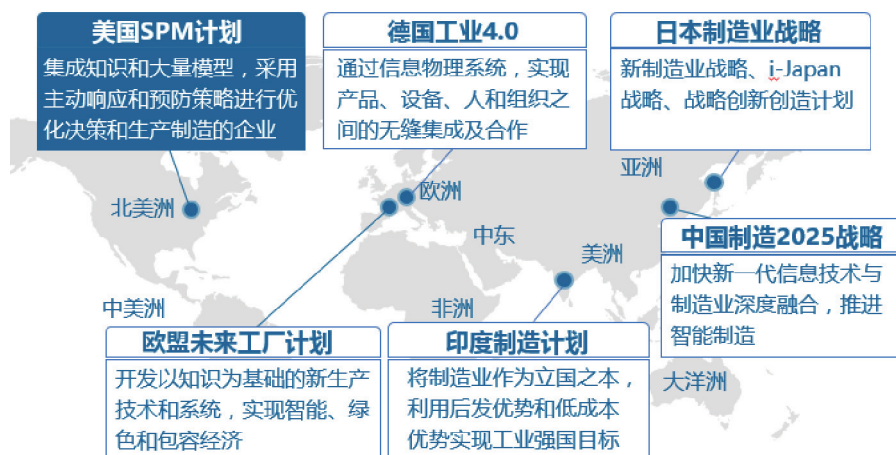 美国SPM计划
集成知识和大量模型，采用
主动响应和预防策略进行优
化决策和生产制造的企业
德国工业4.0
通过信息物理系统，实现
产品、设备、人和组织之
间的无缝集成及合作
日本制造业战略
新制造业战略、i-Japan
战略、战略创新创造计划
亚洲
欧洲
北美洲
中东
美洲
中国制造2025战略
加快新一代信息技术与
制造业深度融合，推进
智能制造
中美洲
非洲
欧盟未来工厂计划
开发以知识为基础的新生产
技术和系统，实现智能、绿
色和包容经济
印度制造计划
将制造业作为立国之本，
利用后发优势和低成本
优势实现工业强国目标
大洋洲